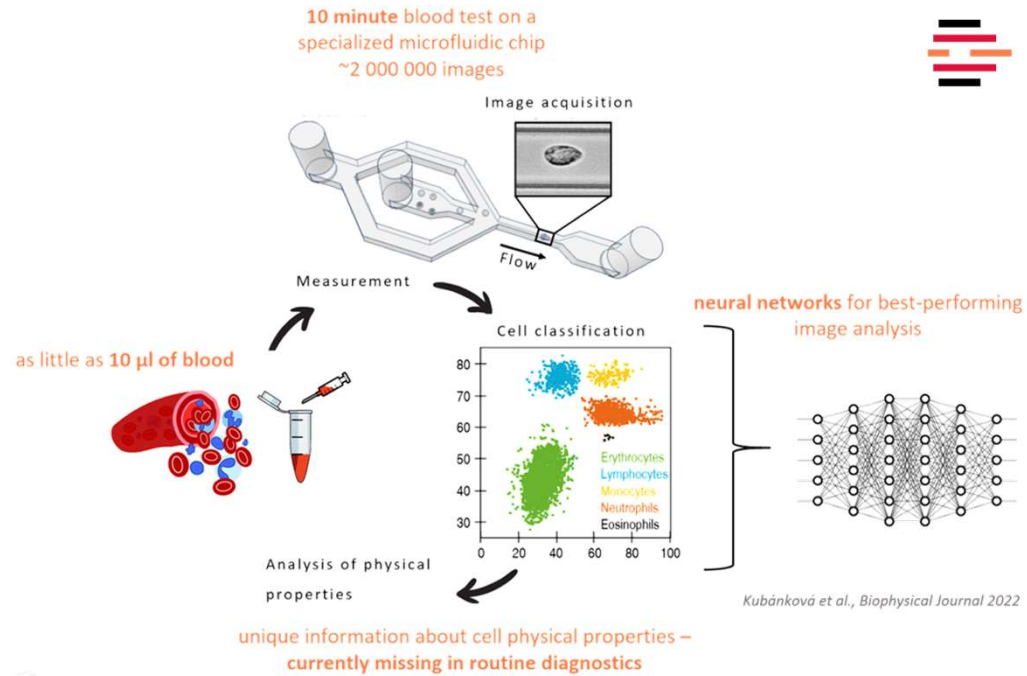 10 minute blood test on a
specialized microfluidic chip
~2 000 000 images
Image acquisition
Flow
Measurement
as little as 10 µl of blood
Cell classification
80
70
60
50
40
30
0 20 40 60 80 100
Erythrocytes
Lymphocytes
Monocytes
Neutrophils
Eosinophils
neural networks for best-performing
image analysis
Kubánková et al., Biophysical Journal 2022
Analysis of physical
properties
unique information about cell physical properties –
currently missing in routine diagnostics